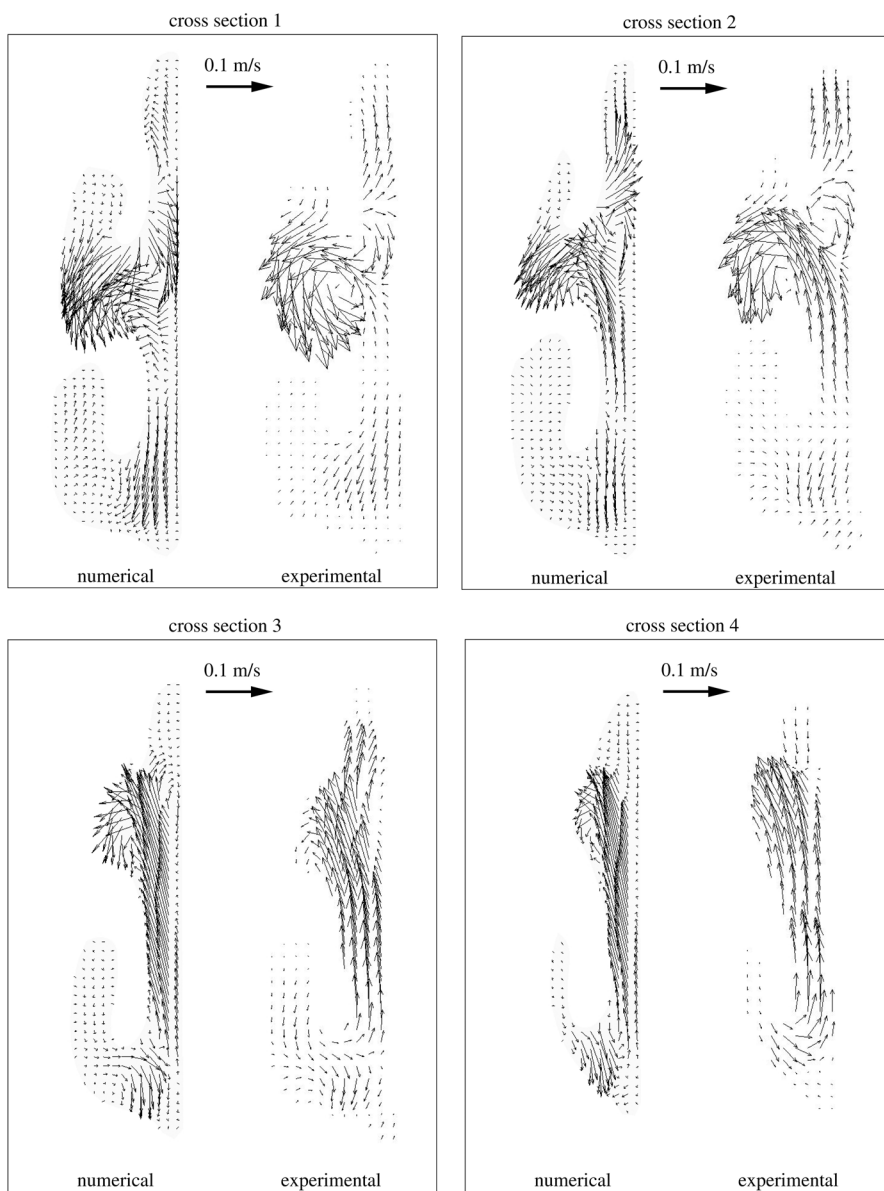 cross section 1
0.1 m/s
numerical
experimental
cross section 2
0.1 m/s
numerical
experimental
cross section 3
0.1 m/s
numerical
experimental
cross section 4
0.1 m/s
numerical
experimental